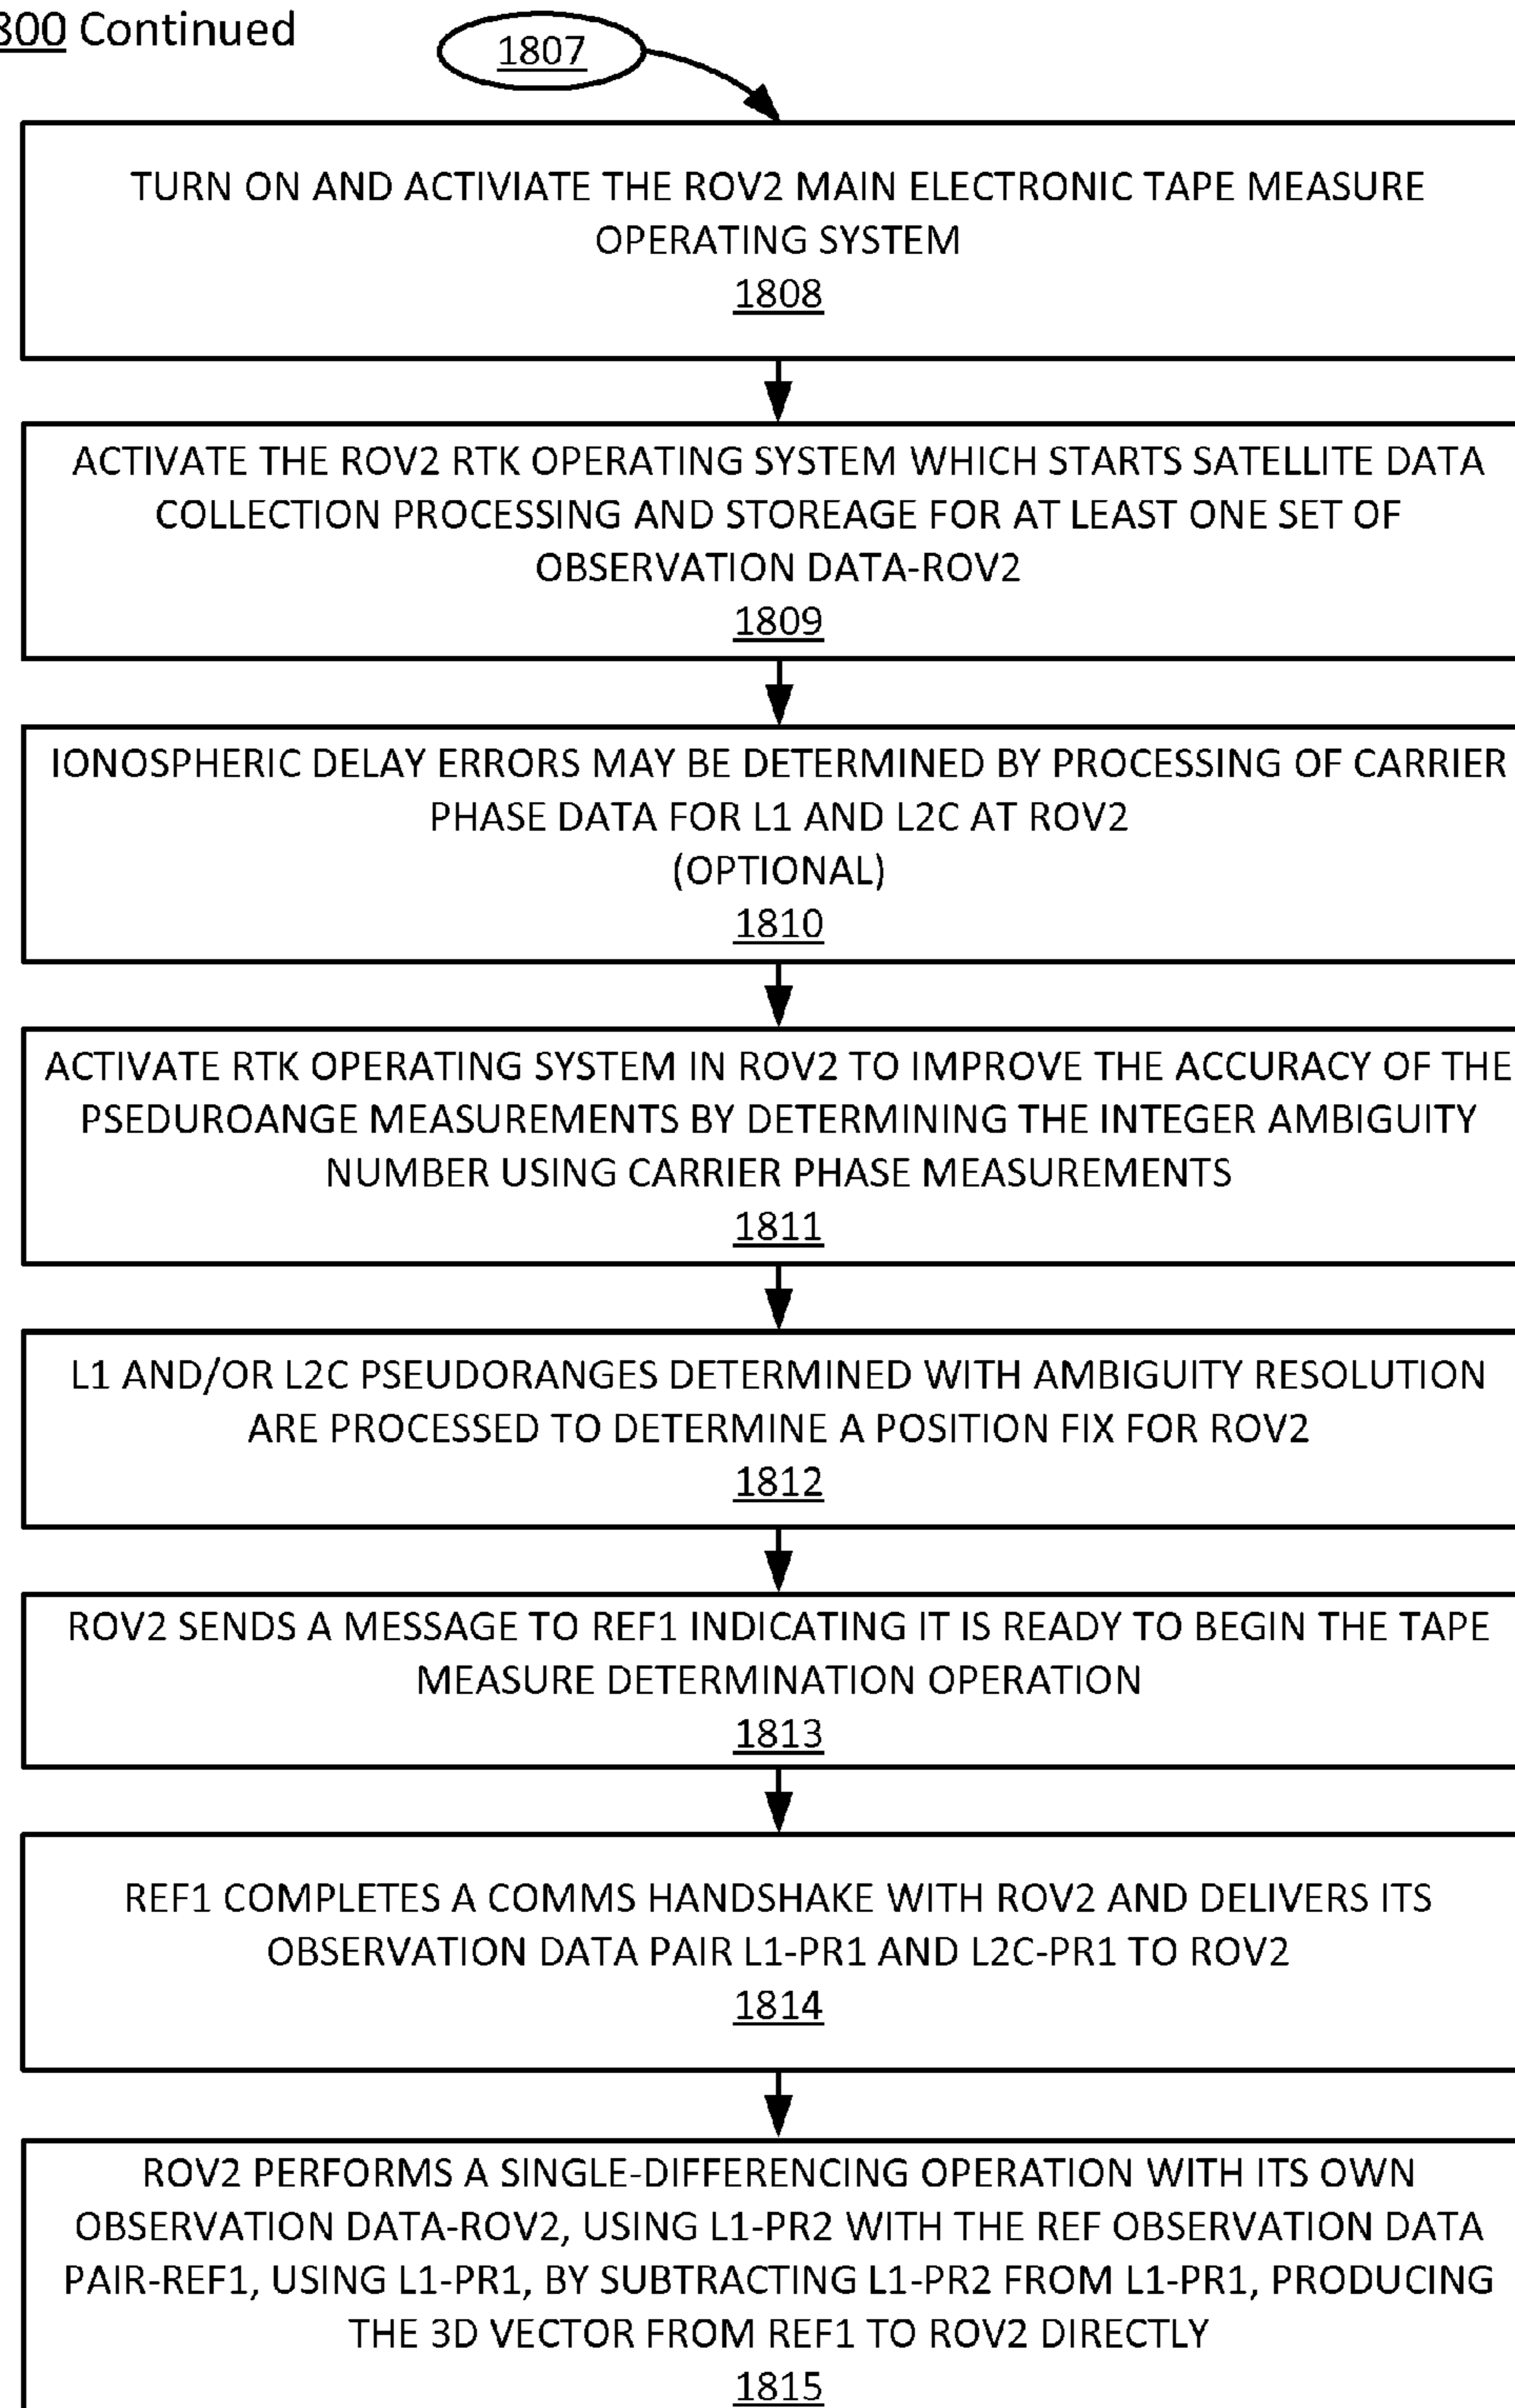 800 Continued
1807
TURN ON AND ACTIVIATE THE ROV2 MAIN ELECTRONIC TAPE MEASURE
OPERATING SYSTEM
1808
ACTIVATE THE ROV2 RTK OPERATING SYSTEM WHICH STARTS SATELLITE DATA
COLLECTION PROCESSING AND STOREAGE FOR AT LEAST ONE SET OF
OBSERVATION DATA-ROV2
1809
IONOSPHERIC DELAY ERRORS MAY BE DETERMINED BY PROCESSING OF CARRIER
PHASE DATA FOR L1 AND L2C AT ROV2
(OPTIONAL)
1810
ACTIVATE RTK OPERATING SYSTEM IN ROV2 TO IMPROVE THE ACCURACY OF THE
PSEDUROANGE MEASUREMENTS BY DETERMINING THE INTEGER AMBIGUITY
NUMBER USING CARRIER PHASE MEASUREMENTS
1811
L1 AND/OR L2C PSEUDORANGES DETERMINED WITH AMBIGUITY RESOLUTION
ARE PROCESSED TO DETERMINE A POSITION FIX FOR ROV2
1812
ROV2 SENDS A MESSAGE TO REF1 INDICATING IT IS READY TO BEGIN THE TAPE
MEASURE DETERMINATION OPERATION
1813
REF1 COMPLETES A COMMS HANDSHAKE WITH ROV2 AND DELIVERS ITS
OBSERVATION DATA PAIR L1-PR1 AND L2C-PR1 TO ROV2
1814
ROV2 PERFORMS A SINGLE-DIFFERENCING OPERATION WITH ITS OWN
OBSERVATION DATA-ROV2, USING L1-PR2 WITH THE REF OBSERVATION DATA
PAIR-REF1, USING L1-PR1, BY SUBTRACTING L1-PR2 FROM L1-PR1, PRODUCING
THE 3D VECTOR FROM REF1 TO ROV2 DIRECTLY
1815